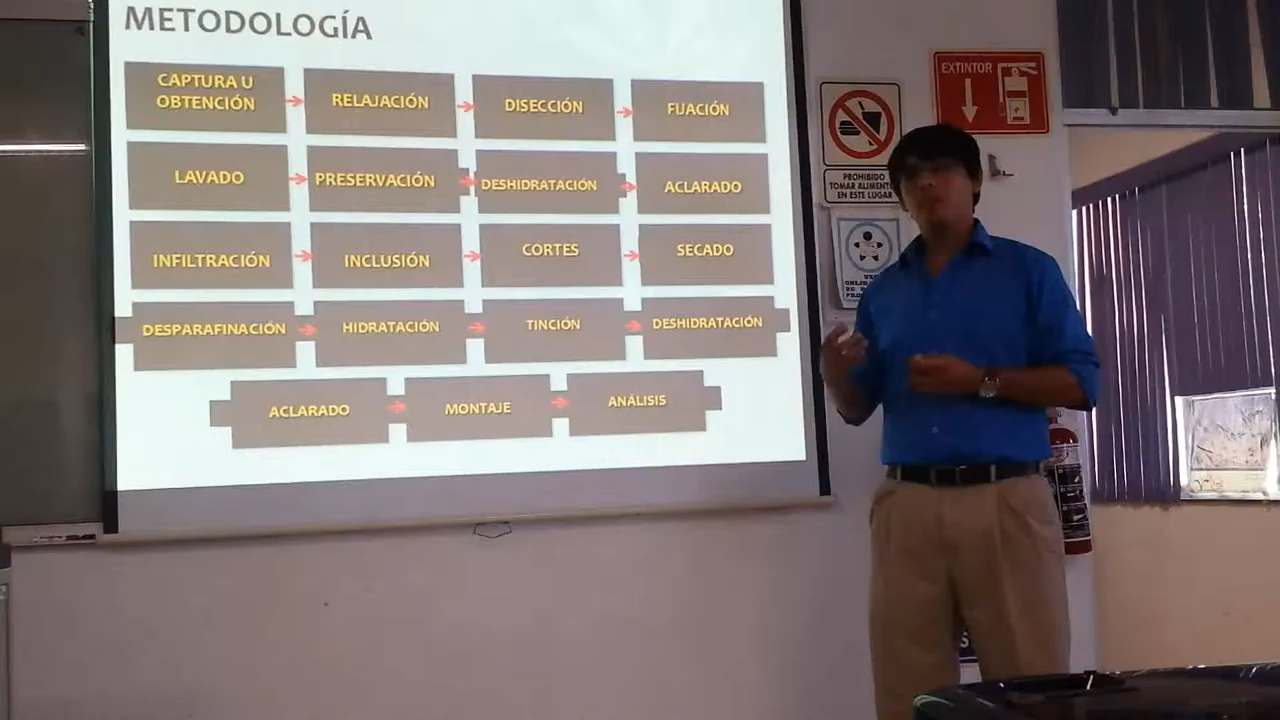 METODOLOGÍA
CAPTURA U
OBTENCIÓN
RELAJACIÓN
DISECCIÓN
FIJACIÓN
LAVADO
PRESERVACIÓN
DESHIDRATACIÓN
ACLARADO
INFILTRACIÓN
INCLUSIÓN
CORTES
SECADO
DESPARAFINACIÓN
HIDRATACIÓN
TINCIÓN
DESHIDRATACIÓN
ACLARADO
MONTAJE
ANÁLISIS
EXTINTOR
PROHIBIDO
TOMAR ALIMENTO
EN ESTE LUGAR